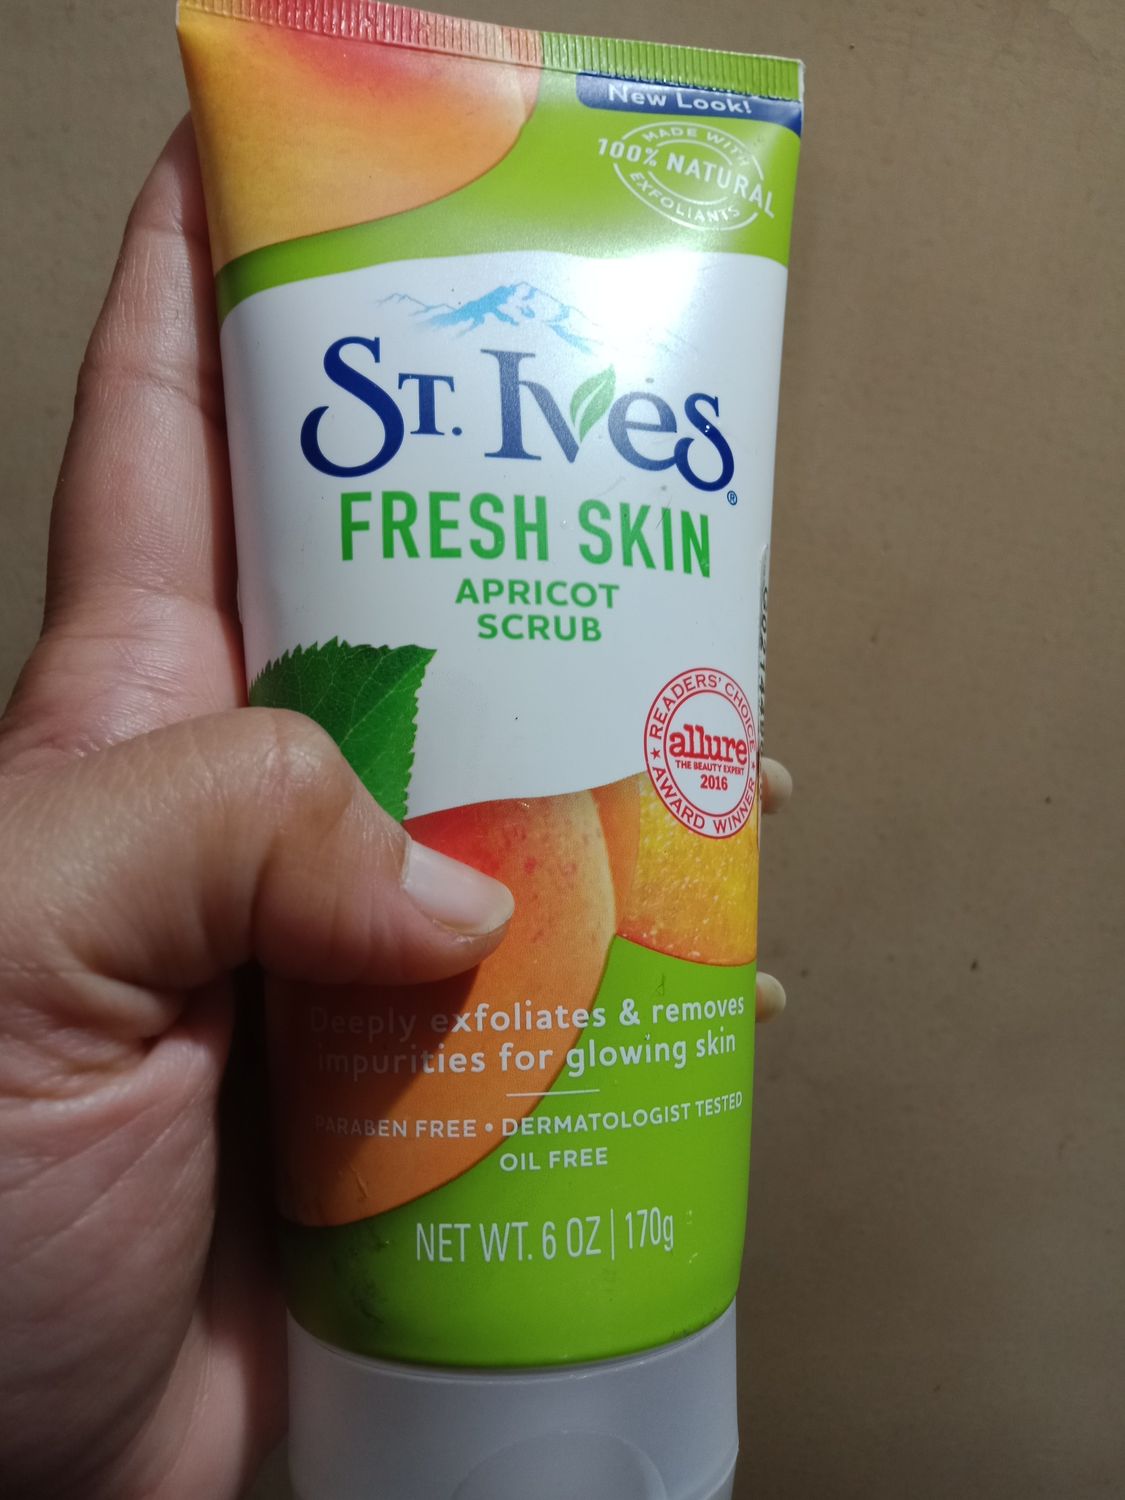 New Look!
MADE WITH
100% NATURAL
EXFOLIANTS
ST. Ives®
FRESH SKIN
APRICOT
SCRUB
READERS' CHOICE
allure
THE BEAUTY EXPERT
2016
AWARD WINNER
Deeply exfoliates & removes
impurities for glowing skin
PARABEN FREE • DERMATOLOGIST TESTED
OIL FREE
NET WT. 6 OZ | 170g